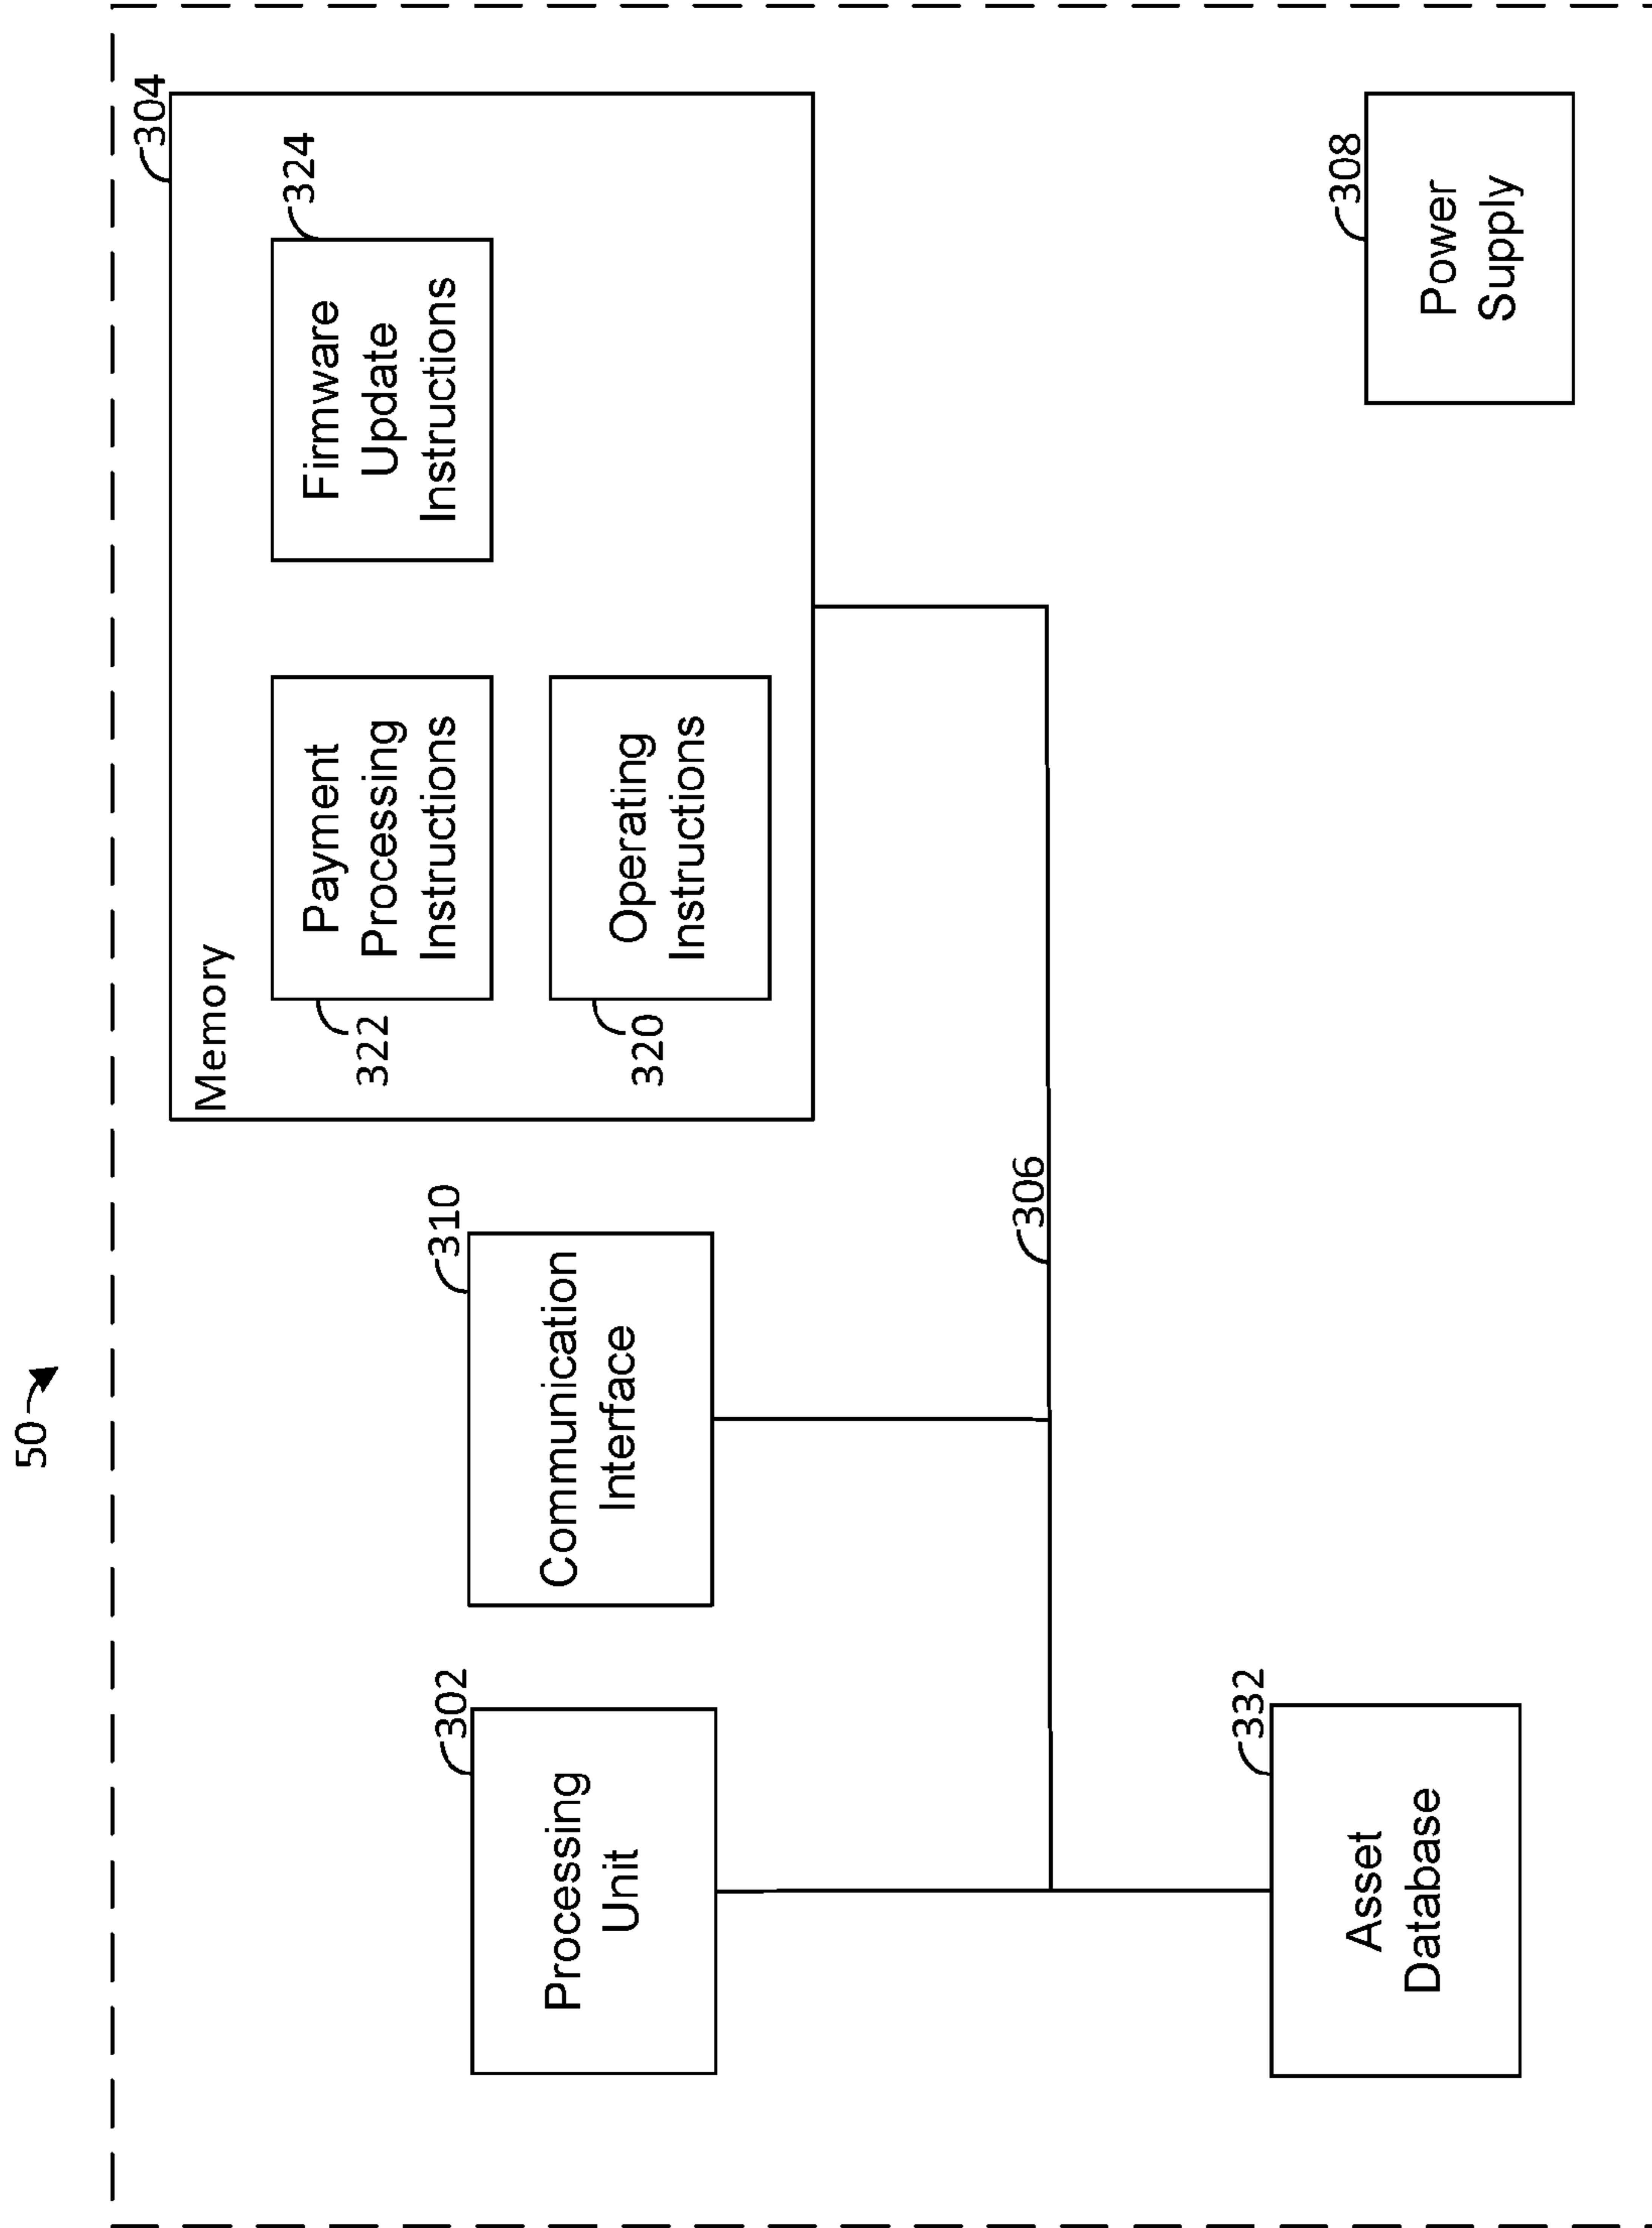 50
304
Memory
322
Payment
Processing
Instructions
324
Firmware
Update
Instructions
320
Operating
Instructions
302
Processing
Unit
310
Communication
Interface
306
332
Asset
Database
308
Power
Supply